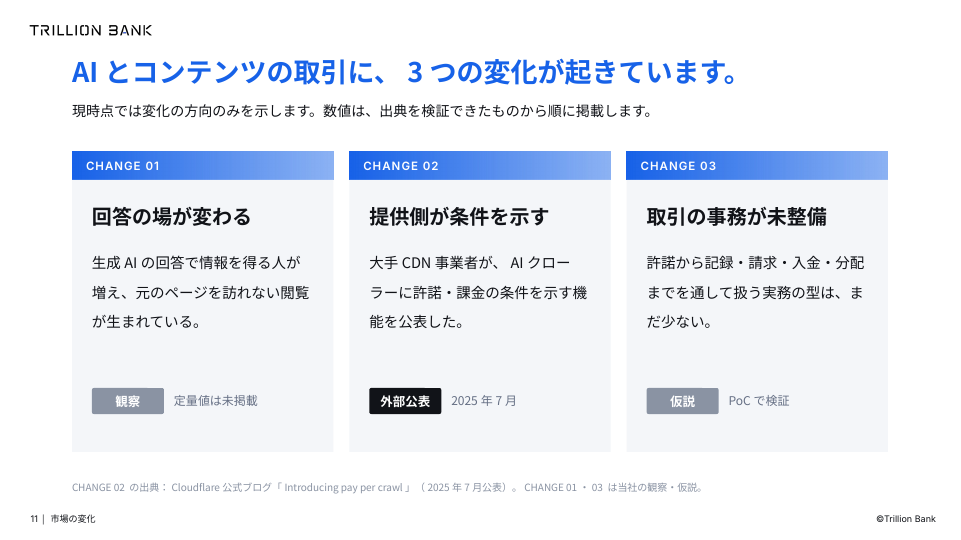 TRILLION BANK
AI とコンテンツの取引に、 3 つの変化が起きています。
現時点では変化の方向のみを示します。数値は、出典を検証できたものから順に掲載します。
CHANGE 01
回答の場が変わる
生成 AI の回答で情報を得る人が
増え、元のページを訪れない閲覧
が生まれている。
観察 定量値は未掲載
CHANGE 02
提供側が条件を示す
大手 CDN 事業者が、 AI クロー
ラーに許諾・課金の条件を示す機
能を公表した。
外部公表 2025 年 7 月
CHANGE 03
取引の事務が未整備
許諾から記録・請求・入金・分配
までを通して扱う実務の型は、ま
だ少ない。
仮説 PoC で検証
CHANGE 02 の出典： Cloudflare 公式ブログ「 Introducing pay per crawl 」（ 2025 年 7 月公表）。 CHANGE 01 ・ 03 は当社の観察・仮説。
11 | 市場の変化
©Trillion Bank